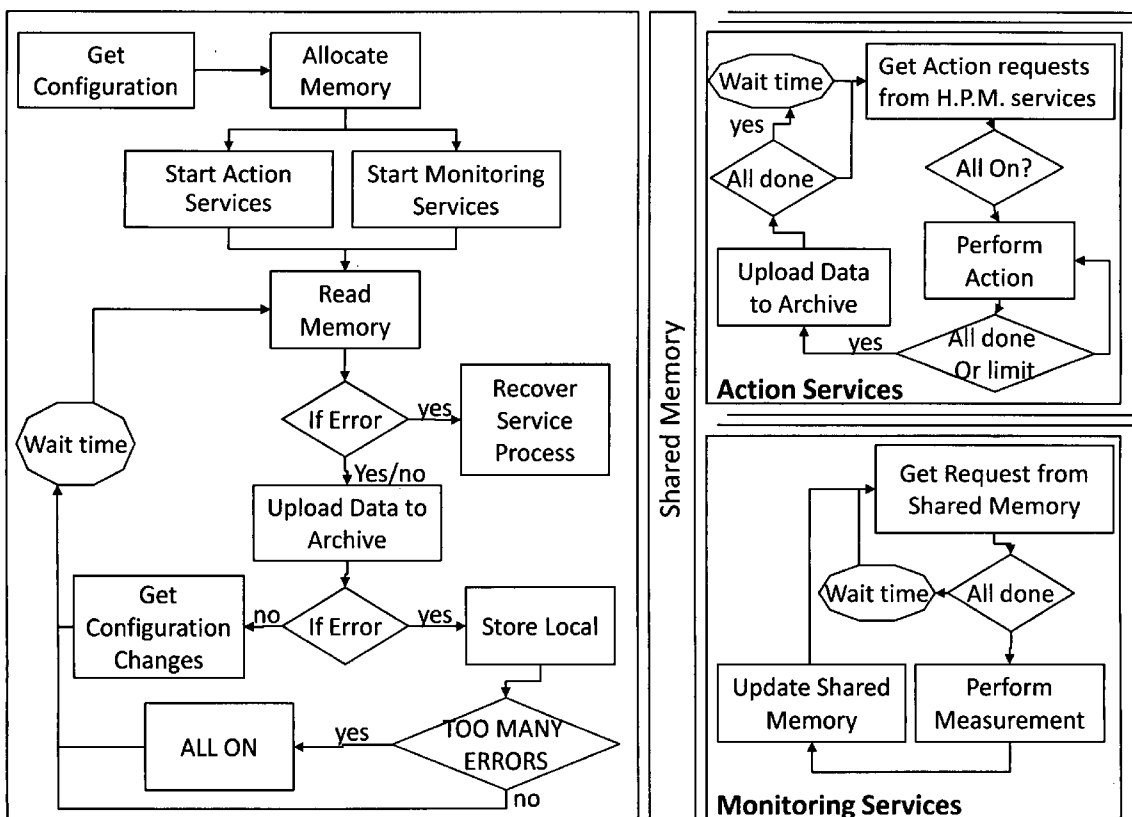 Get
Configuration
Allocate
Memory
Start Action
Services
Start Monitoring
Services
Read
Memory
If Error
yes
Recover
Service
Process
Wait time
Yes/no
Upload Data to
Archive
Get
Configuration
Changes
no
If Error
yes
Store Local
ALL ON
yes
TOO MANY
ERRORS
no
Shared Memory
Wait time
Get Action requests
from H.P.M. services
yes
All done
All On?
Upload Data
to Archive
Perform
Action
yes
All done
Or limit
Action Services
Get Request from
Shared Memory
Wait time
All done
Update Shared
Memory
Perform
Measurement
Monitoring Services